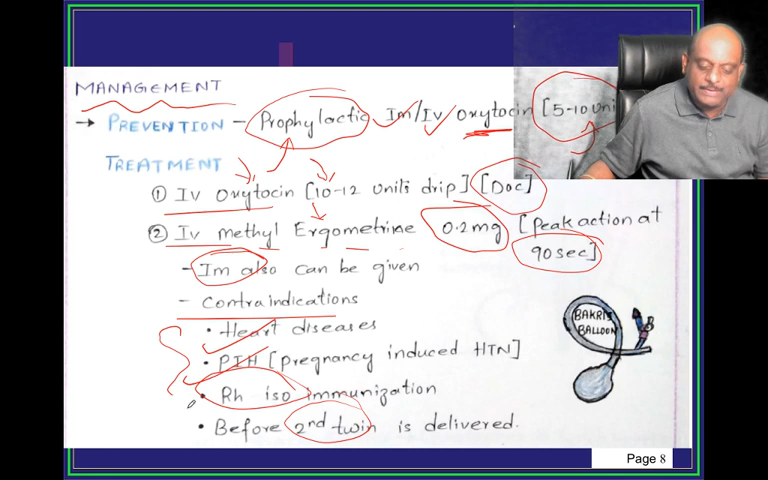 MANAGEMENT
→ PREVENTION – Prophylactic Im/Iv Oxytocin [5-10 uni
TREATMENT
① Iv Oxytocin [10-12 units drip] [Doc]
② Iv methyl Ergometrine 0.2mg [Peak action at 90sec]
- Im also can be given
- Contraindications
• Heart diseases
• PIH [pregnancy induced HTN]
• Rh iso immunization
• Before 2nd twin is delivered.
BAKRI
BALLOON
Page 8